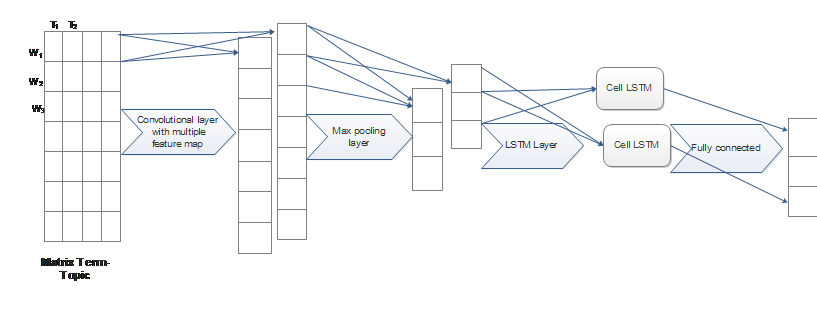 T1 T2
W1
W2
W3
Convolutional layer
with multiple
feature map
Max pooling
layer
LSTM Layer
Cell LSTM
Cell LSTM
Fully connected
Matrix Term-
Topic